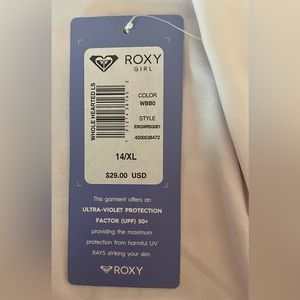 ROXY
GIRL
WHOLE HEARTED LS
COLOR
WBB0
STYLE
ERGWR03081
4500538472
14/XL
$29.00 USD
This garment offers an
ULTRA-VIOLET PROTECTION
FACTOR (UPF) 50+
providing the maximum
protection from harmful UV
RAYS striking your skin.
ROXY